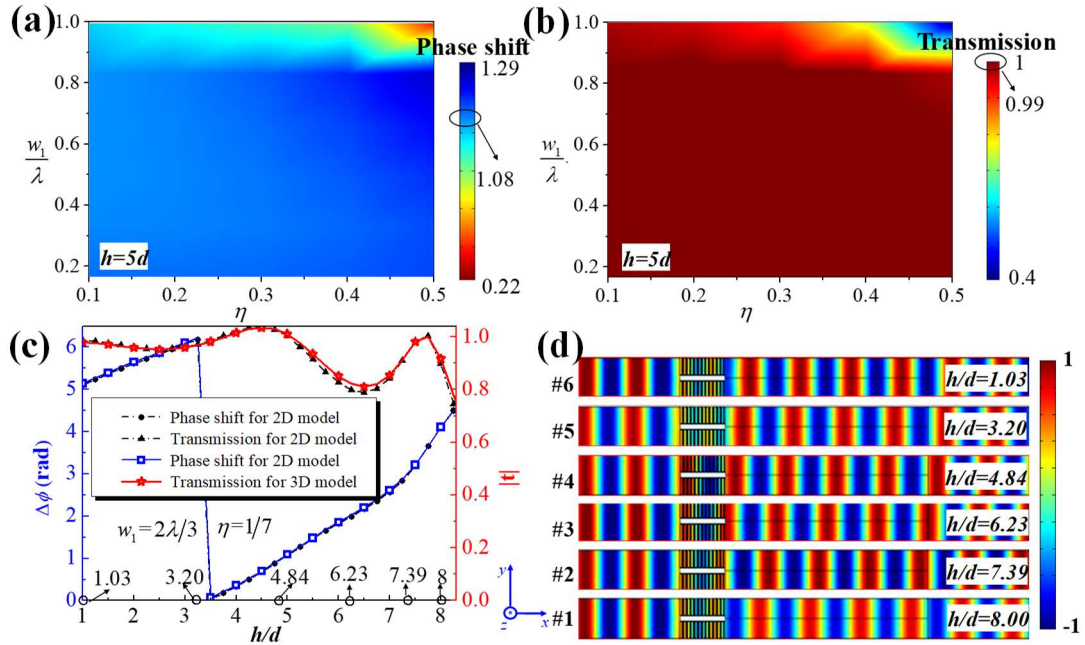 (a)
1.0
0.8
0.6
0.4
0.2
w₁
λ
h=5d
0.1
0.2
0.3
0.4
0.5
η
Phase shift
1.29
1.08
0.22
(b)
1.0
0.8
0.6
0.4
0.2
w₁
λ
h=5d
0.1
0.2
0.3
0.4
0.5
η
Transmission
1
0.99
0.4
(c)
6
5
4
3
2
1
0
Δϕ (rad)
Phase shift for 2D model
Transmission for 2D model
Phase shift for 2D model
Transmission for 3D model
w₁=2λ/3
η=1/7
1.03
3.20
4.84
6.23
7.39
8
1
2
3
4
5
6
7
8
h/d
1.0
0.8
0.6
0.4
0.2
0.0
|t|
y
z
x
(d)
#6
h/d=1.03
#5
h/d=3.20
#4
h/d=4.84
#3
h/d=6.23
#2
h/d=7.39
#1
h/d=8.00
1
-1